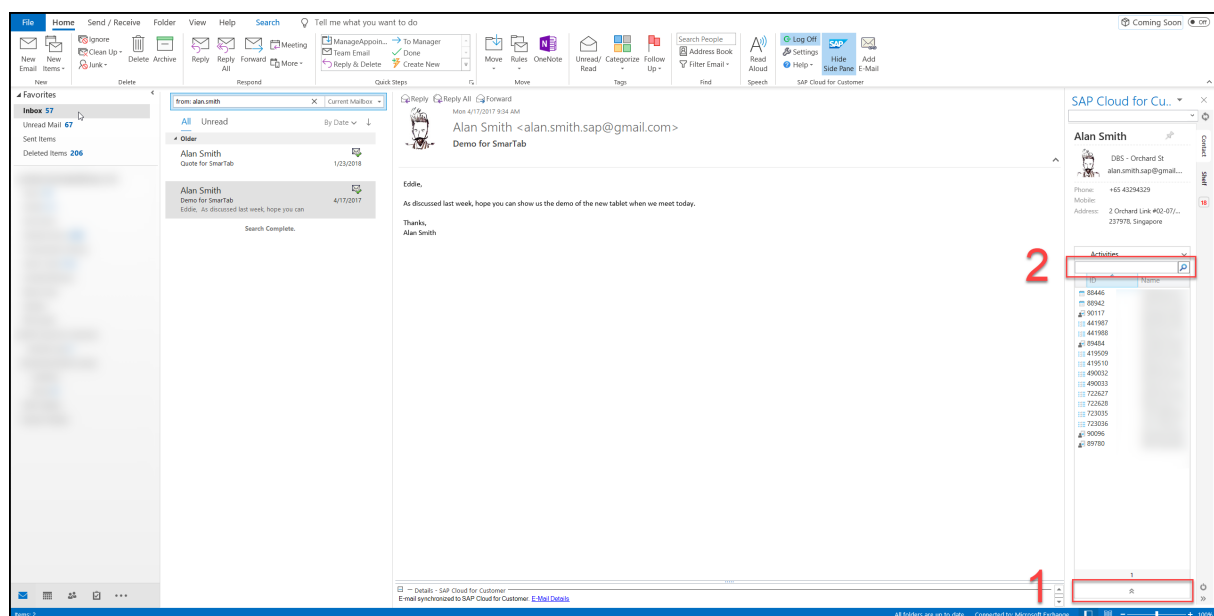 File Home Send / Receive Folder View Help Search Tell me what you want to do
Coming Soon Off
New Email
New Items
Ignore
Clean Up
Junk
Delete Archive
Reply
Reply All
Forward
Meeting
More
ManageAppoin...
Team Email
Reply & Delete
To Manager
Done
Create New
Move
Rules
OneNote
Unread/ Read
Categorize
Follow Up
Search People
Address Book
Filter Email
Read Aloud
Log Off
Settings
Help
SAP
Hide Side Pane
Add E-Mail
New Delete Respond Quick Steps Move Tags Find Speech SAP Cloud for Customer
Favorites
Inbox 57
Unread Mail 67
Sent Items
Deleted Items 206
from: alan.smith Current Mailbox
All Unread By Date
Older
Alan Smith
Quote for SmarTab 1/23/2018
Alan Smith
Demo for SmarTab 4/17/2017
Eddie, As discussed last week, hope you can
Search Complete.
Reply Reply All Forward
Mon 4/17/2017 9:34 AM
Alan Smith <alan.smith.sap@gmail.com>
Demo for SmarTab
Eddie,
As discussed last week, hope you can show us the demo of the new tablet when we meet today.
Thanks,
Alan Smith
Details - SAP Cloud for Customer
E-mail synchronized to SAP Cloud for Customer. E-Mail Details
SAP Cloud for Cu..
Alan Smith
DBS - Orchard St
alan.smith.sap@gmail....
Phone: +65 43294329
Mobile:
Address: 2 Orchard Link #02-07/...
237978, Singapore
Contact
Shelf
18
2
Activities
ID Name
88446
88942
90117
441987
441988
89484
419509
419510
490032
490033
722627
722628
723035
723036
90096
89780
1
1
Items: 2 All folders are up to date. Connected to: Microsoft Exchange 100%